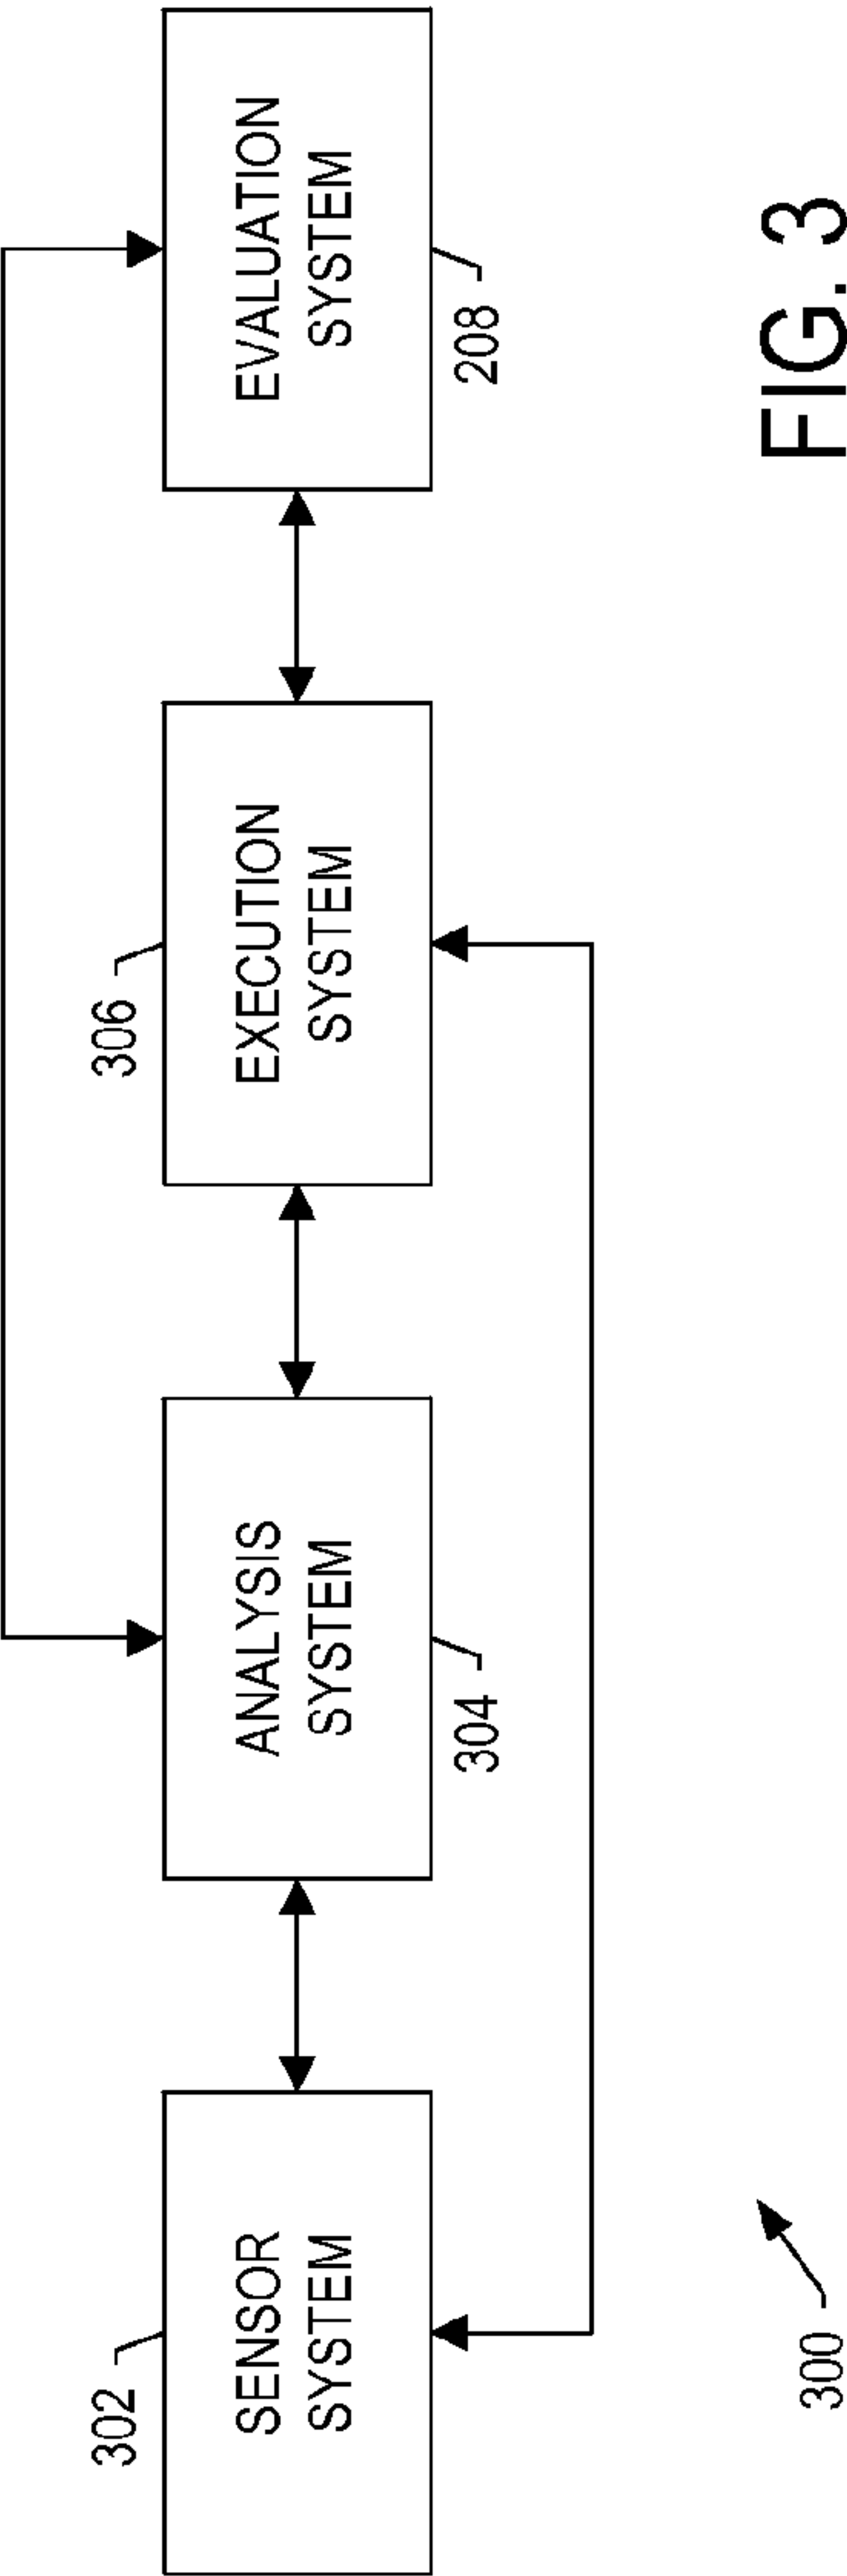 302
306
SENSOR
SYSTEM
ANALYSIS
SYSTEM
EXECUTION
SYSTEM
EVALUATION
SYSTEM
304
208
300
FIG. 3